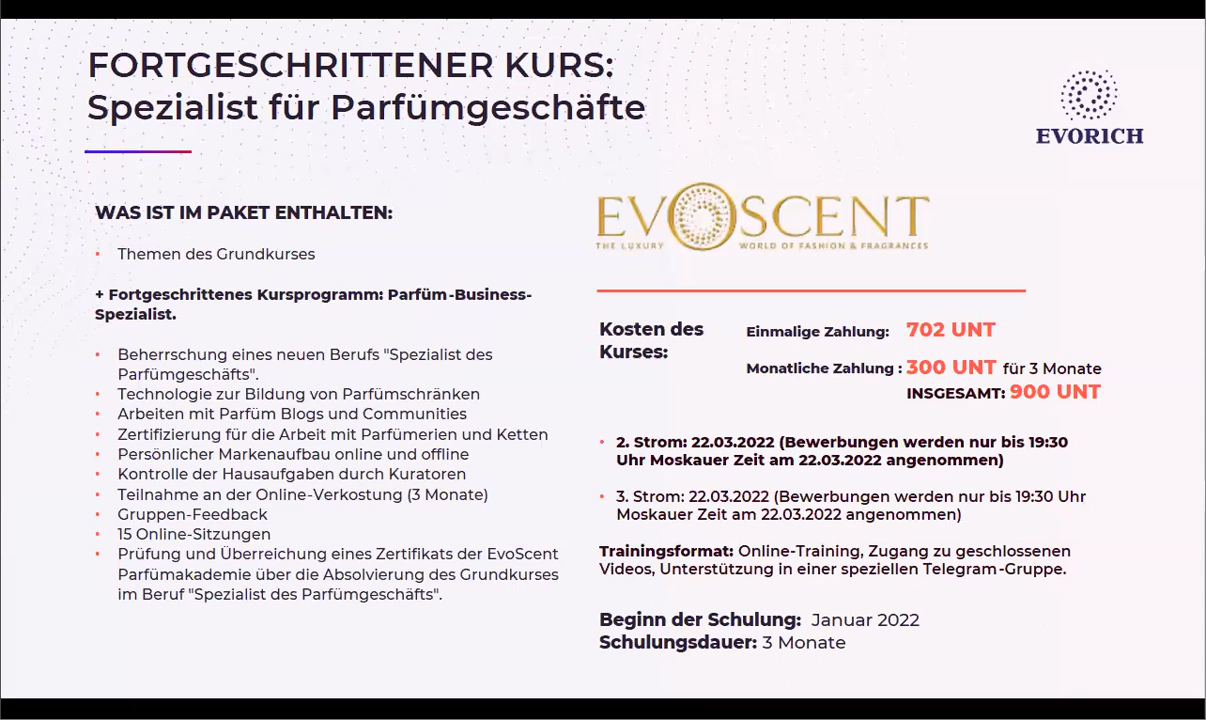 FORTGESCHRITTENER KURS:
Spezialist für Parfümgeschäfte
EVORICH
WAS IST IM PAKET ENTHALTEN:
• Themen des Grundkurses
+ Fortgeschrittenes Kursprogramm: Parfüm-Business-
Spezialist.
• Beherrschung eines neuen Berufs "Spezialist des
Parfümgeschäfts".
• Technologie zur Bildung von Parfümschränken
• Arbeiten mit Parfüm Blogs und Communities
• Zertifizierung für die Arbeit mit Parfümerien und Ketten
• Persönlicher Markenaufbau online und offline
• Kontrolle der Hausaufgaben durch Kuratoren
• Teilnahme an der Online-Verkostung (3 Monate)
• Gruppen-Feedback
• 15 Online-Sitzungen
• Prüfung und Überreichung eines Zertifikats der EvoScent
Parfümakademie über die Absolvierung des Grundkurses
im Beruf "Spezialist des Parfümgeschäfts".
EVOSCENT
THE LUXURY WORLD OF FASHION & FRAGRANCES
Kosten des
Kurses:
Einmalige Zahlung: 702 UNT
Monatliche Zahlung : 300 UNT für 3 Monate
INSGESAMT: 900 UNT
• 2. Strom: 22.03.2022 (Bewerbungen werden nur bis 19:30
Uhr Moskauer Zeit am 22.03.2022 angenommen)
• 3. Strom: 22.03.2022 (Bewerbungen werden nur bis 19:30 Uhr
Moskauer Zeit am 22.03.2022 angenommen)
Trainingsformat: Online-Training, Zugang zu geschlossenen
Videos, Unterstützung in einer speziellen Telegram-Gruppe.
Beginn der Schulung: Januar 2022
Schulungsdauer: 3 Monate